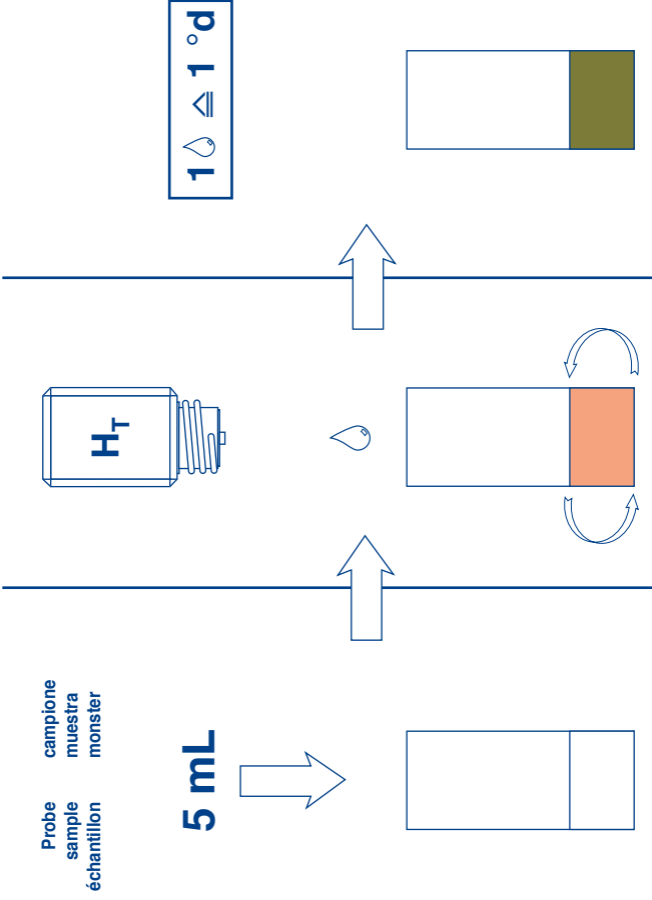 Probe
sample
échantillon
campione
muestra
monster
5 mL
H_T
1 ≙ 1 °d